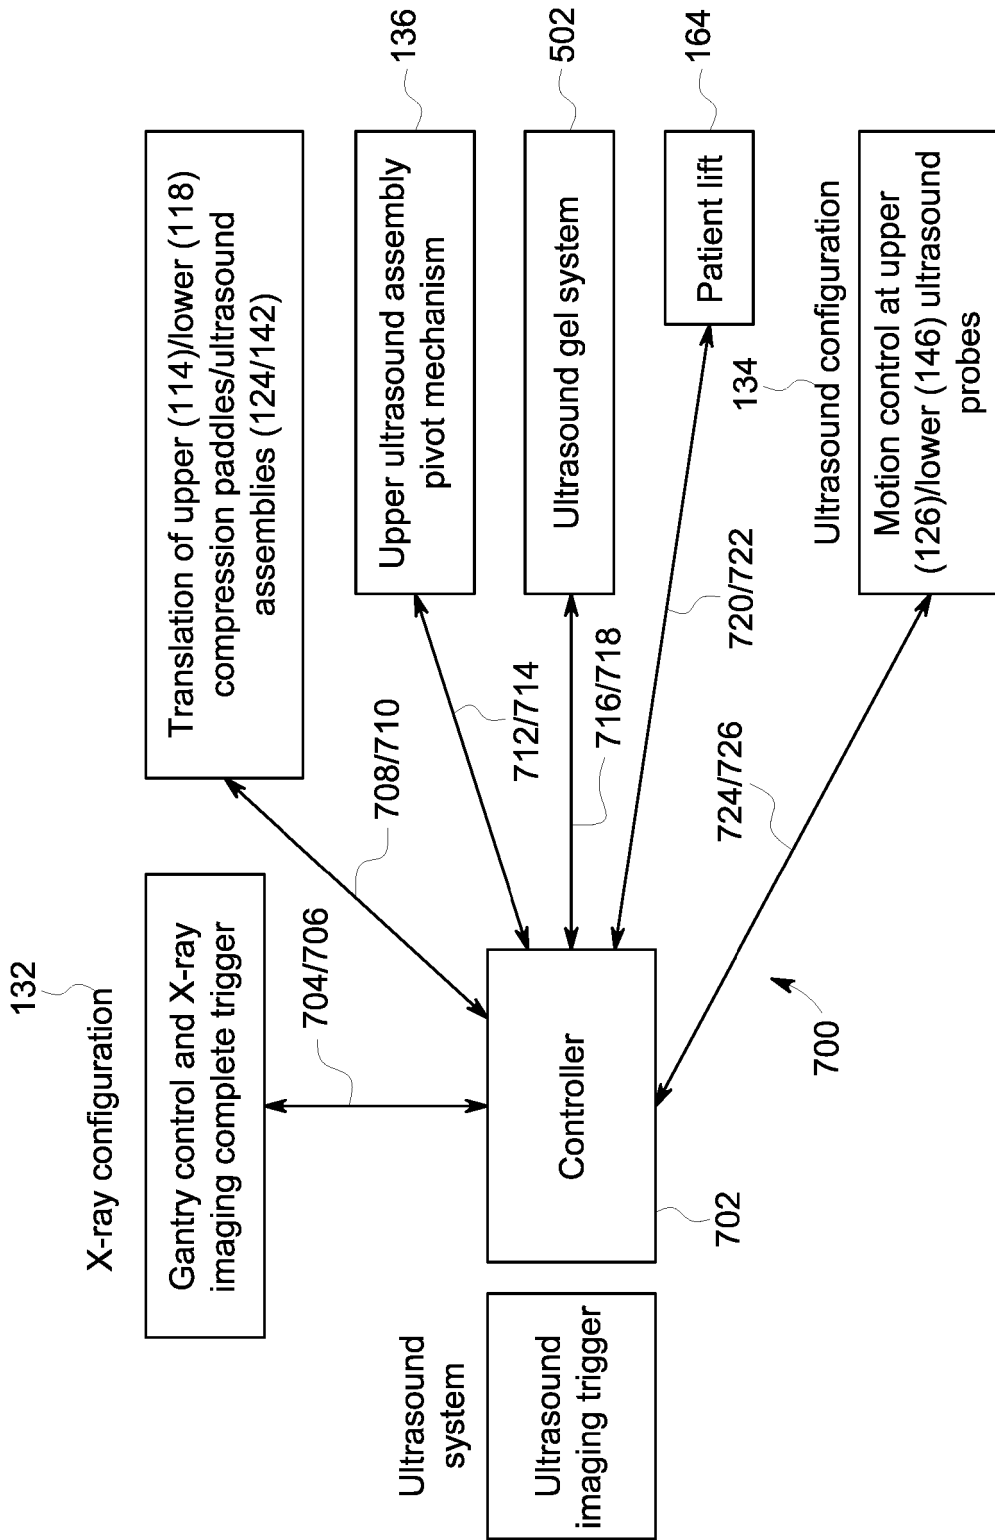 132
X-ray configuration
Gantry control and X-ray
imaging complete trigger
704/706
Translation of upper (114)/lower (118)
compression paddles/ultrasound
assemblies (124/142)
708/710
Upper ultrasound assembly
pivot mechanism
136
712/714
Ultrasound gel system
502
716/718
Patient lift
164
720/722
134
Ultrasound configuration
Motion control at upper
(126)/lower (146) ultrasound
probes
724/726
Ultrasound
system
Ultrasound
imaging trigger
Controller
702
700